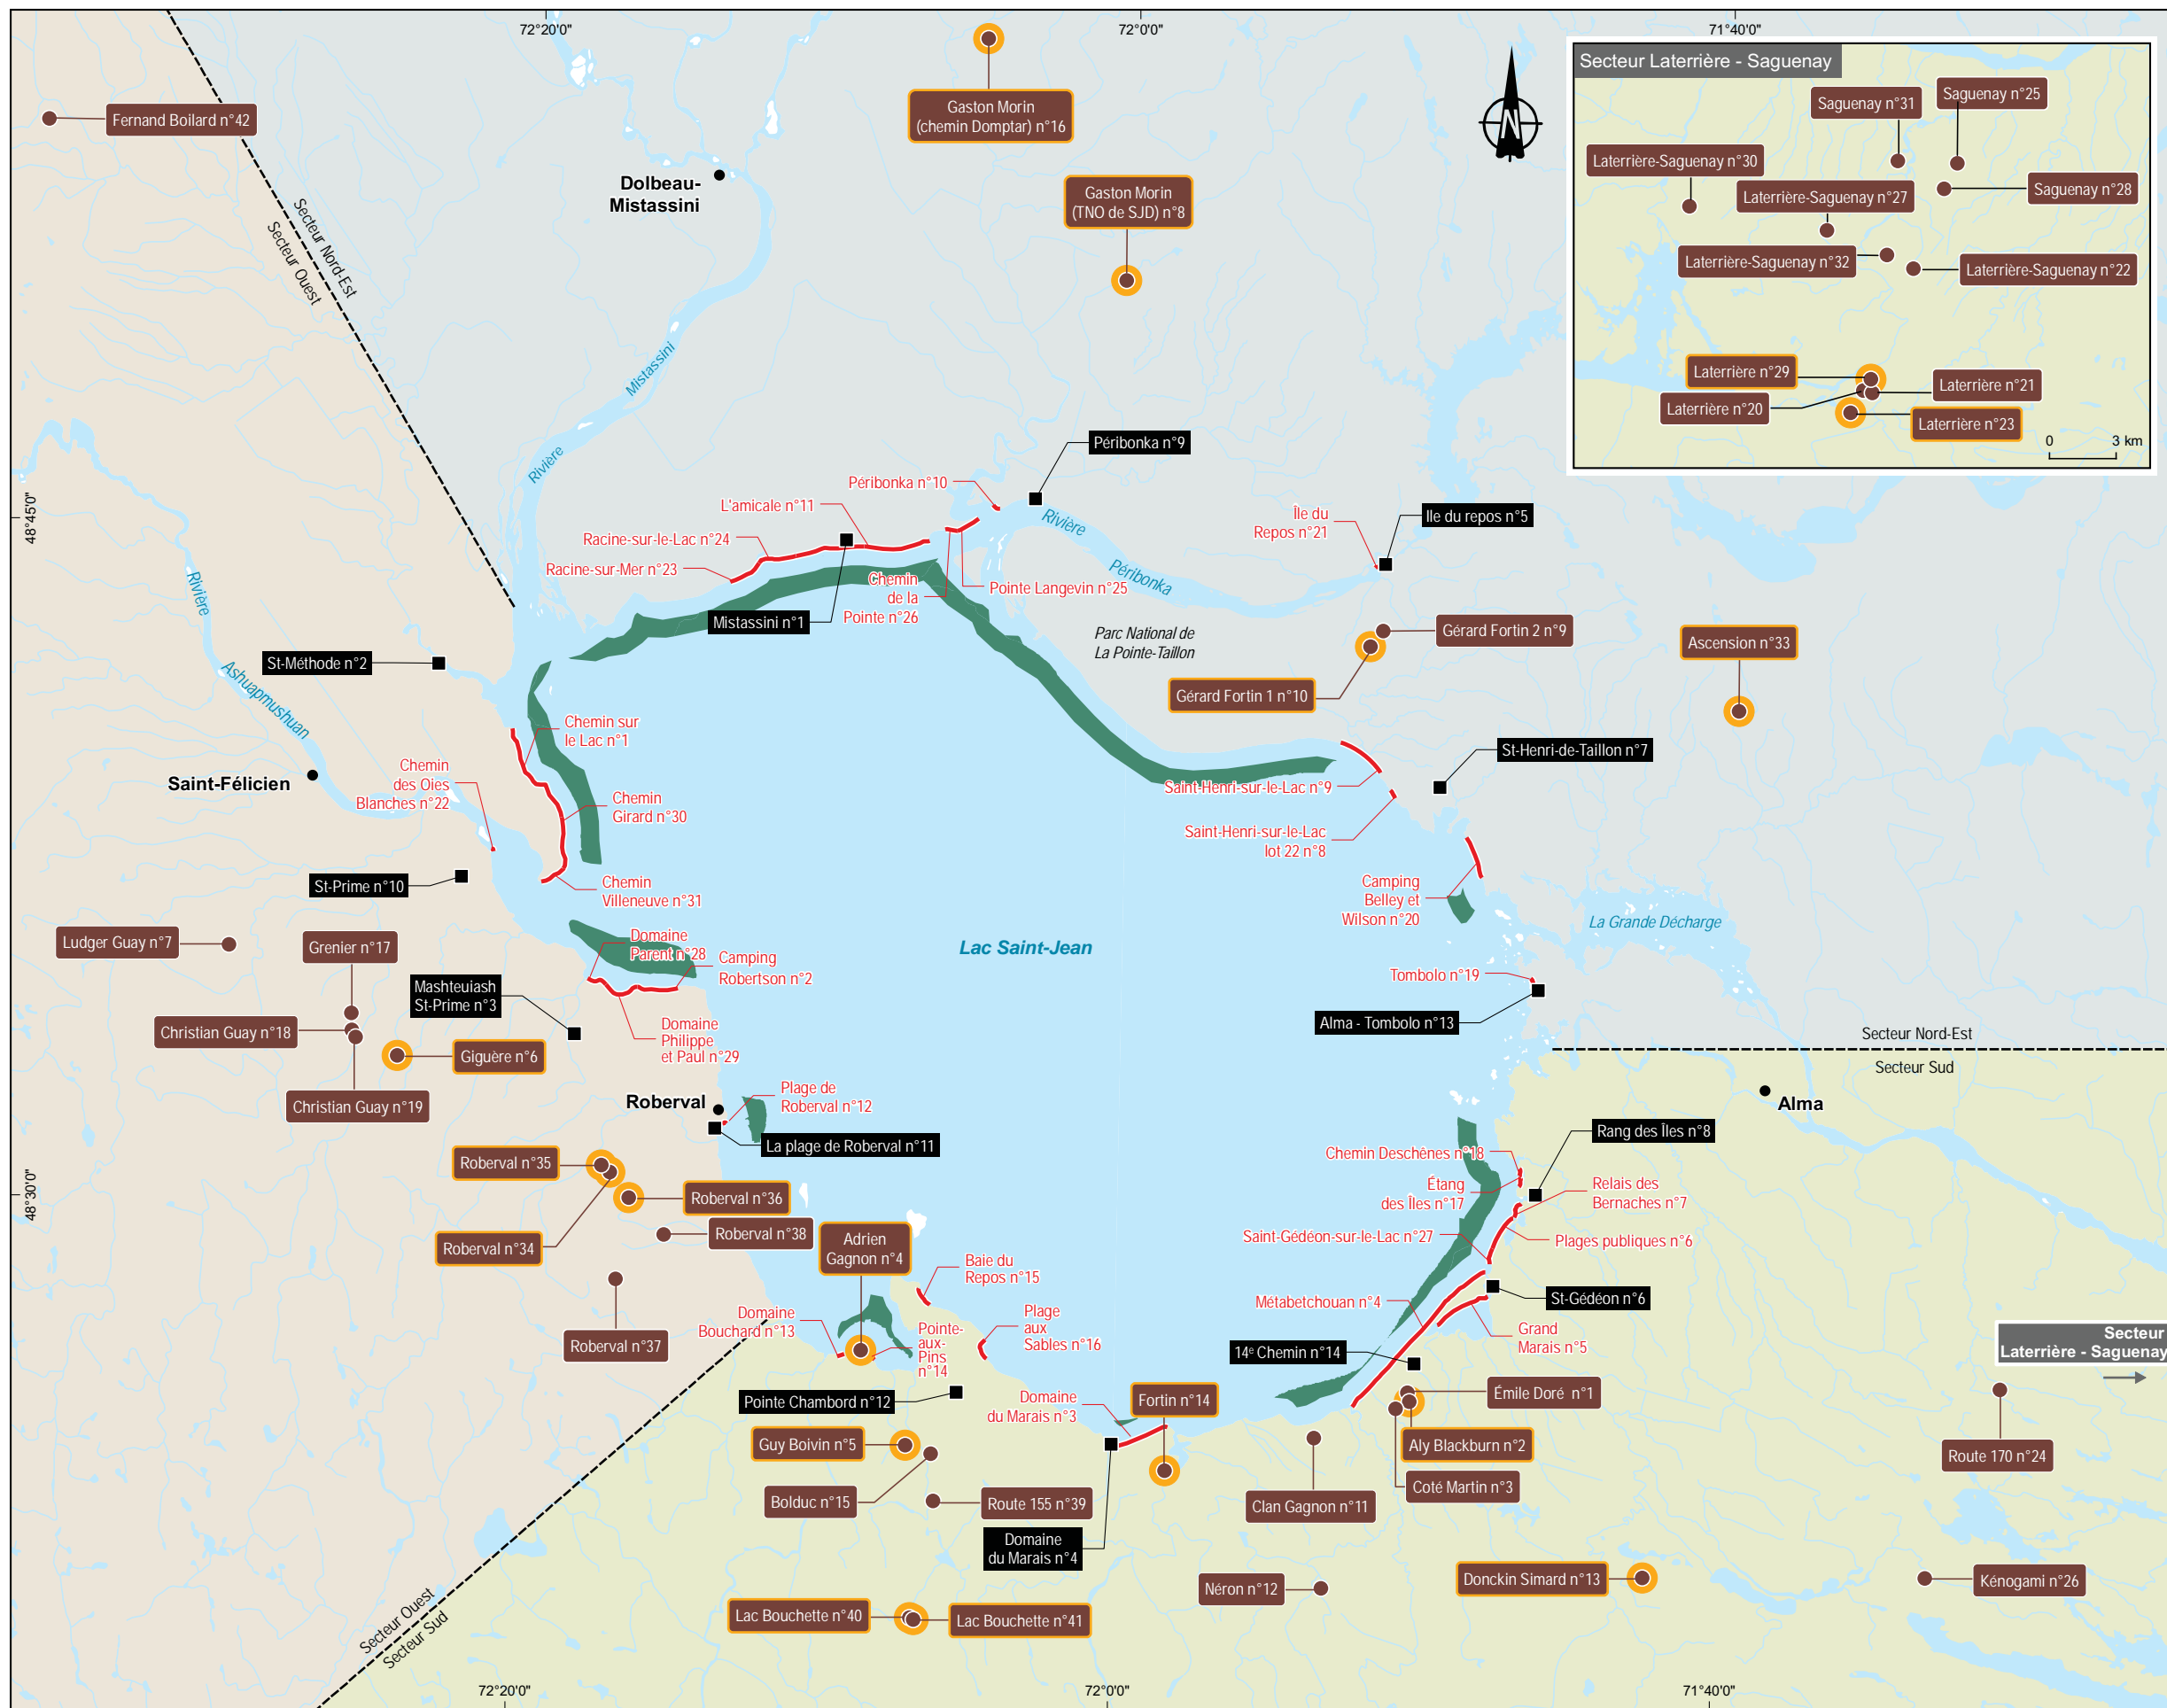 72°20'0"
72°0'0"
71°40'0"
Secteur Laterrière - Saguenay
Saguenay n°25
Saguenay n°31
Laterrière-Saguenay n°30
Saguenay n°28
Laterrière-Saguenay n°27
Laterrière-Saguenay n°32
Laterrière-Saguenay n°22
Laterrière n°29
Laterrière n°21
Laterrière n°20
Laterrière n°23
0
3 km
N
Fernand Boilard n°42
Gaston Morin
(chemin Domptar) n°16
Dolbeau-
Mistassini
Gaston Morin
(TNO de SJD) n°8
Secteur Nord-Est
Secteur Ouest
Rivière
Mistassini
Péribonka n°9
Péribonka n°10
L'amicale n°11
Racine-sur-le-Lac n°24
Racine-sur-Mer n°23
48°45'0"
Rivière
Péribonka
Île du
Repos n°21
Ile du repos n°5
Chemin
de la
Pointe n°26
Pointe Langevin n°25
Mistassini n°1
Parc National de
La Pointe-Taillon
Gérard Fortin 2 n°9
Gérard Fortin 1 n°10
Ascension n°33
Rivière
Ashuapmushuan
St-Méthode n°2
Chemin sur
le Lac n°1
Saint-Félicien
Chemin
des Oies
Blanches n°22
Chemin
Girard n°30
St-Henri-de-Taillon n°7
Saint-Henri-sur-le-Lac n°9
Saint-Henri-sur-le-Lac
lot 22 n°8
St-Prime n°10
Chemin
Villeneuve n°31
Camping
Belley et
Wilson n°20
La Grande Décharge
Ludger Guay n°7
Grenier n°17
Domaine
Parent n°28
Camping
Robertson n°2
Lac Saint-Jean
Tombolo n°19
Mashteuiash
St-Prime n°3
Christian Guay n°18
Domaine
Philippe
et Paul n°29
Alma - Tombolo n°13
Secteur Nord-Est
Secteur Sud
Giguère n°6
Christian Guay n°19
Plage de
Roberval n°12
Roberval
Alma
La plage de Roberval n°11
Rang des Îles n°8
Chemin Deschênes n°18
Roberval n°35
Étang
des Îles n°17
Relais des
Bernaches n°7
48°30'0"
Roberval n°36
Roberval n°38
Roberval n°34
Adrien
Gagnon n°4
Saint-Gédéon-sur-le-Lac n°27
Plages publiques n°6
Baie du
Repos n°15
Métabetchouan n°4
St-Gédéon n°6
Domaine
Bouchard n°13
Pointe-
aux-
Pins
n°14
Plage
aux
Sables n°16
Grand
Marais n°5
Roberval n°37
14e Chemin n°14
Secteur
Laterrière - Saguenay
Pointe Chambord n°12
Domaine
du Marais n°3
Fortin n°14
Émile Doré n°1
Guy Boivin n°5
Aly Blackburn n°2
Route 170 n°24
Bolduc n°15
Route 155 n°39
Clan Gagnon n°11
Coté Martin n°3
Domaine
du Marais n°4
Néron n°12
Donckin Simard n°13
Kénogami n°26
Secteur Ouest
Secteur Sud
Lac Bouchette n°40
Lac Bouchette n°41
72°20'0"
72°0'0"
71°40'0"